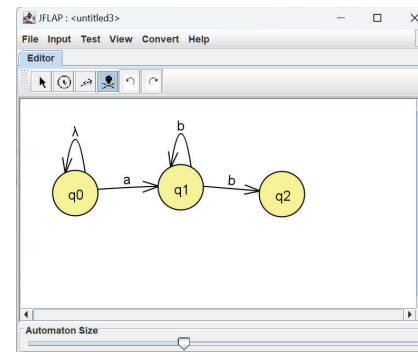 JFLAP : <untitled3>
File Input Test View Convert Help
Editor
λ b
q0 a q1 b q2
Automaton Size